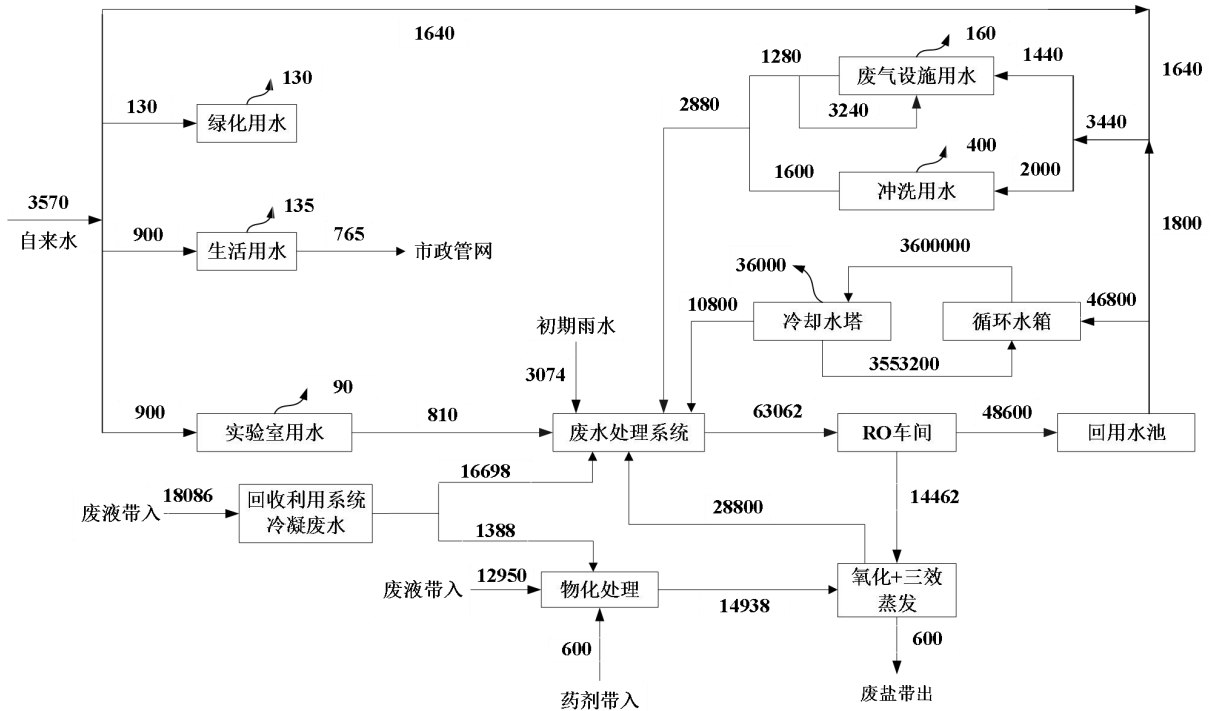 1640
160
1280
废气设施用水
1440
1640
130
2880
3240
130
绿化用水
3440
400
1600
冲洗用水
2000
3570
自来水
135
900
生活用水
765
市政管网
1800
3600000
36000
10800
冷却水塔
循环水箱
46800
初期雨水
3553200
3074
90
900
实验室用水
810
废水处理系统
63062
RO车间
48600
回用水池
16698
废液带入
18086
回收利用系统
冷凝废水
28800
14462
1388
废液带入
12950
物化处理
14938
氧化+三效
蒸发
600
600
药剂带入
废盐带出